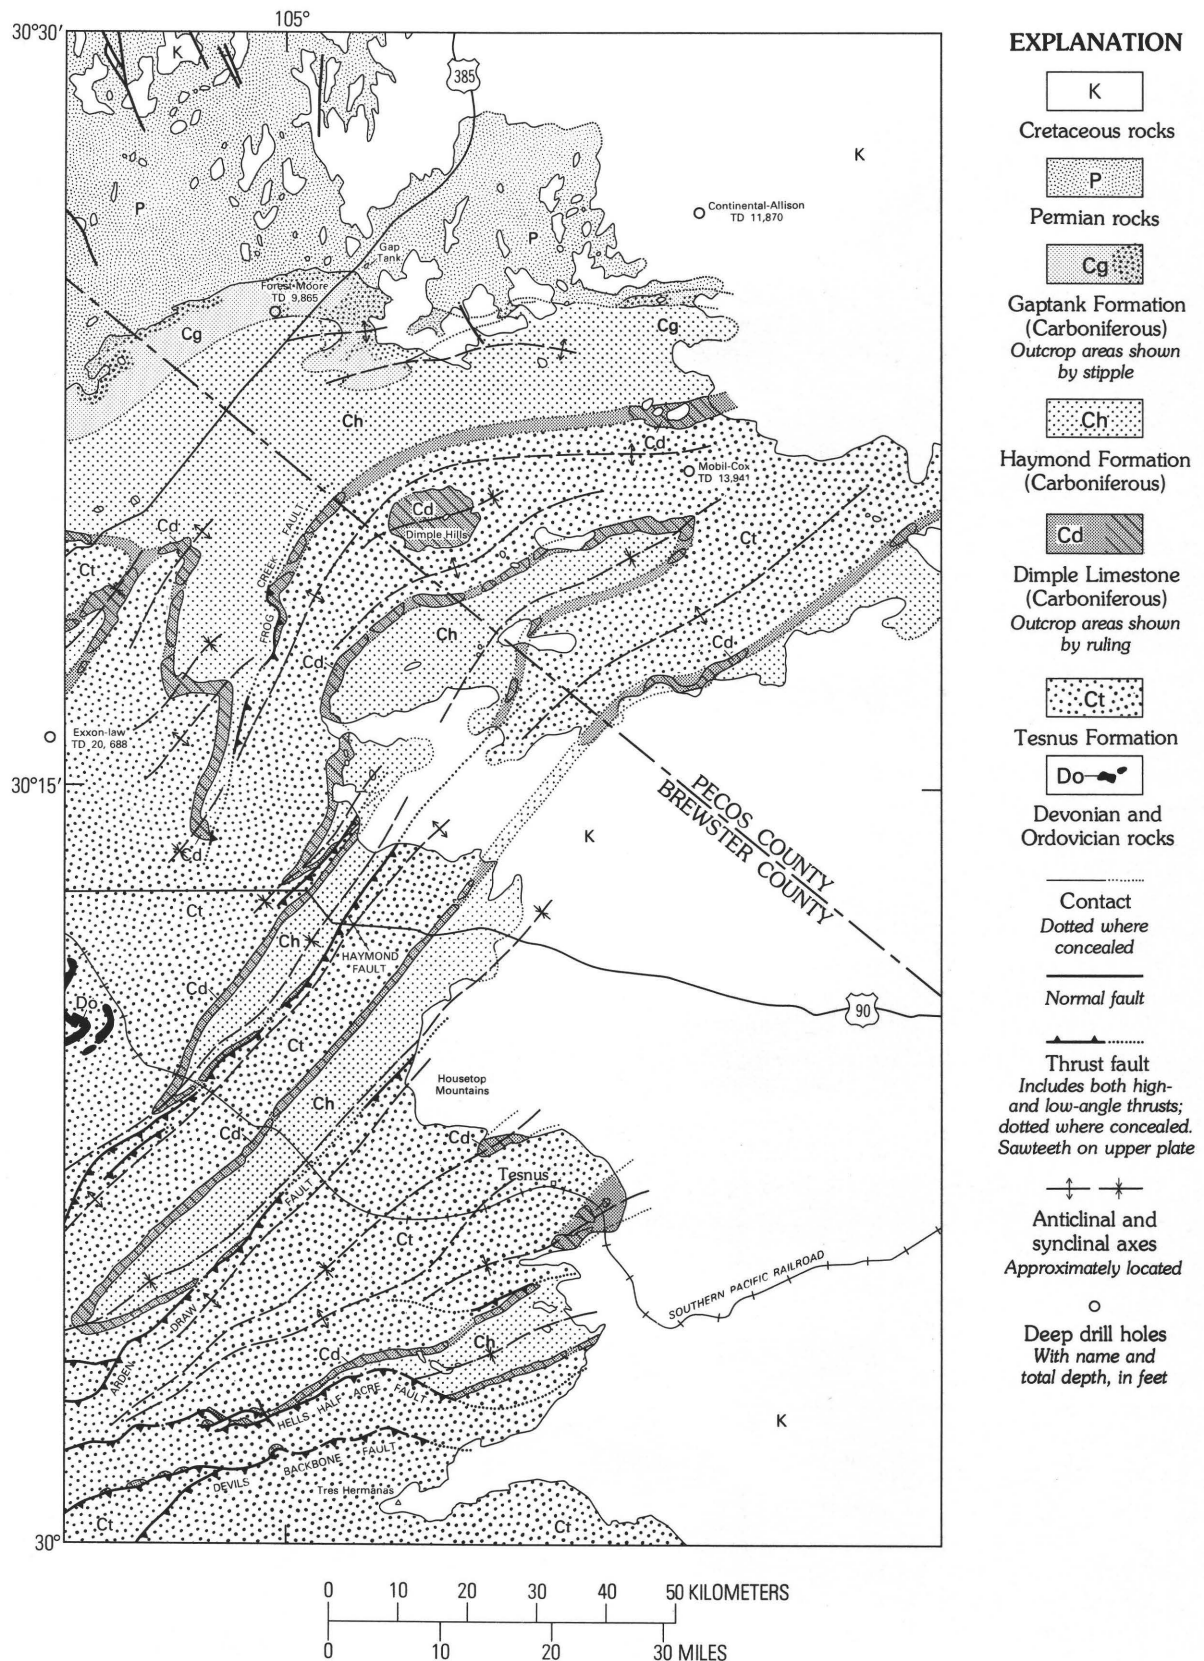 30°30'
105°
385
K
K
P
P
Continental-Allison
TD 11,870
Gap
Tank
Forest-Moore
TD 9,865
Cg
Cg
Ch
Cd
Mobil-Cox
TD 13,941
Cd
Dimple Hills
Cd
Ct
Ct
FROG CREEK FAULT
Ch
Cd
Cd
Exxon-law
TD 20, 688
30°15'
PECOS COUNTY
BREWSTER COUNTY
K
Cd
Ct
Ch
HAYMOND
FAULT
Cd
Do
90
Ct
Housetop
Mountains
Ch
Cd
Cd
Tesnus
FAULT
Ct
SOUTHERN PACIFIC RAILROAD
DRAW
ARDEN
Ch
Cd
HELLS HALF ACRE FAULT
K
DEVILS BACKBONE FAULT
Tres Hermanas
Ct
Ct
30°
0 10 20 30 40 50 KILOMETERS
0 10 20 30 MILES
EXPLANATION
K
Cretaceous rocks
P
Permian rocks
Cg
Gaptank Formation
(Carboniferous)
Outcrop areas shown
by stipple
Ch
Haymond Formation
(Carboniferous)
Cd
Dimple Limestone
(Carboniferous)
Outcrop areas shown
by ruling
Ct
Tesnus Formation
Do
Devonian and
Ordovician rocks
Contact
Dotted where
concealed
Normal fault
Thrust fault
Includes both high-
and low-angle thrusts;
dotted where concealed.
Sawteeth on upper plate
Anticlinal and
synclinal axes
Approximately located
Deep drill holes
With name and
total depth, in feet